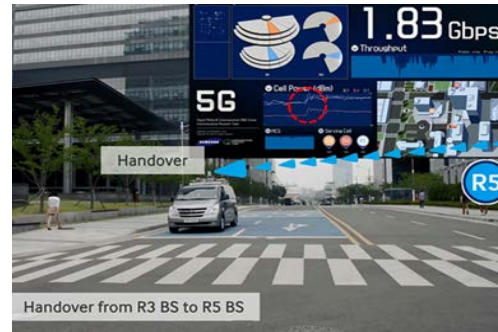 1.83 Gbps
Throughput
5G
Cell Power (dBm)
MCS
Serving Cell
SAMSUNG
Handover
R5
Handover from R3 BS to R5 BS